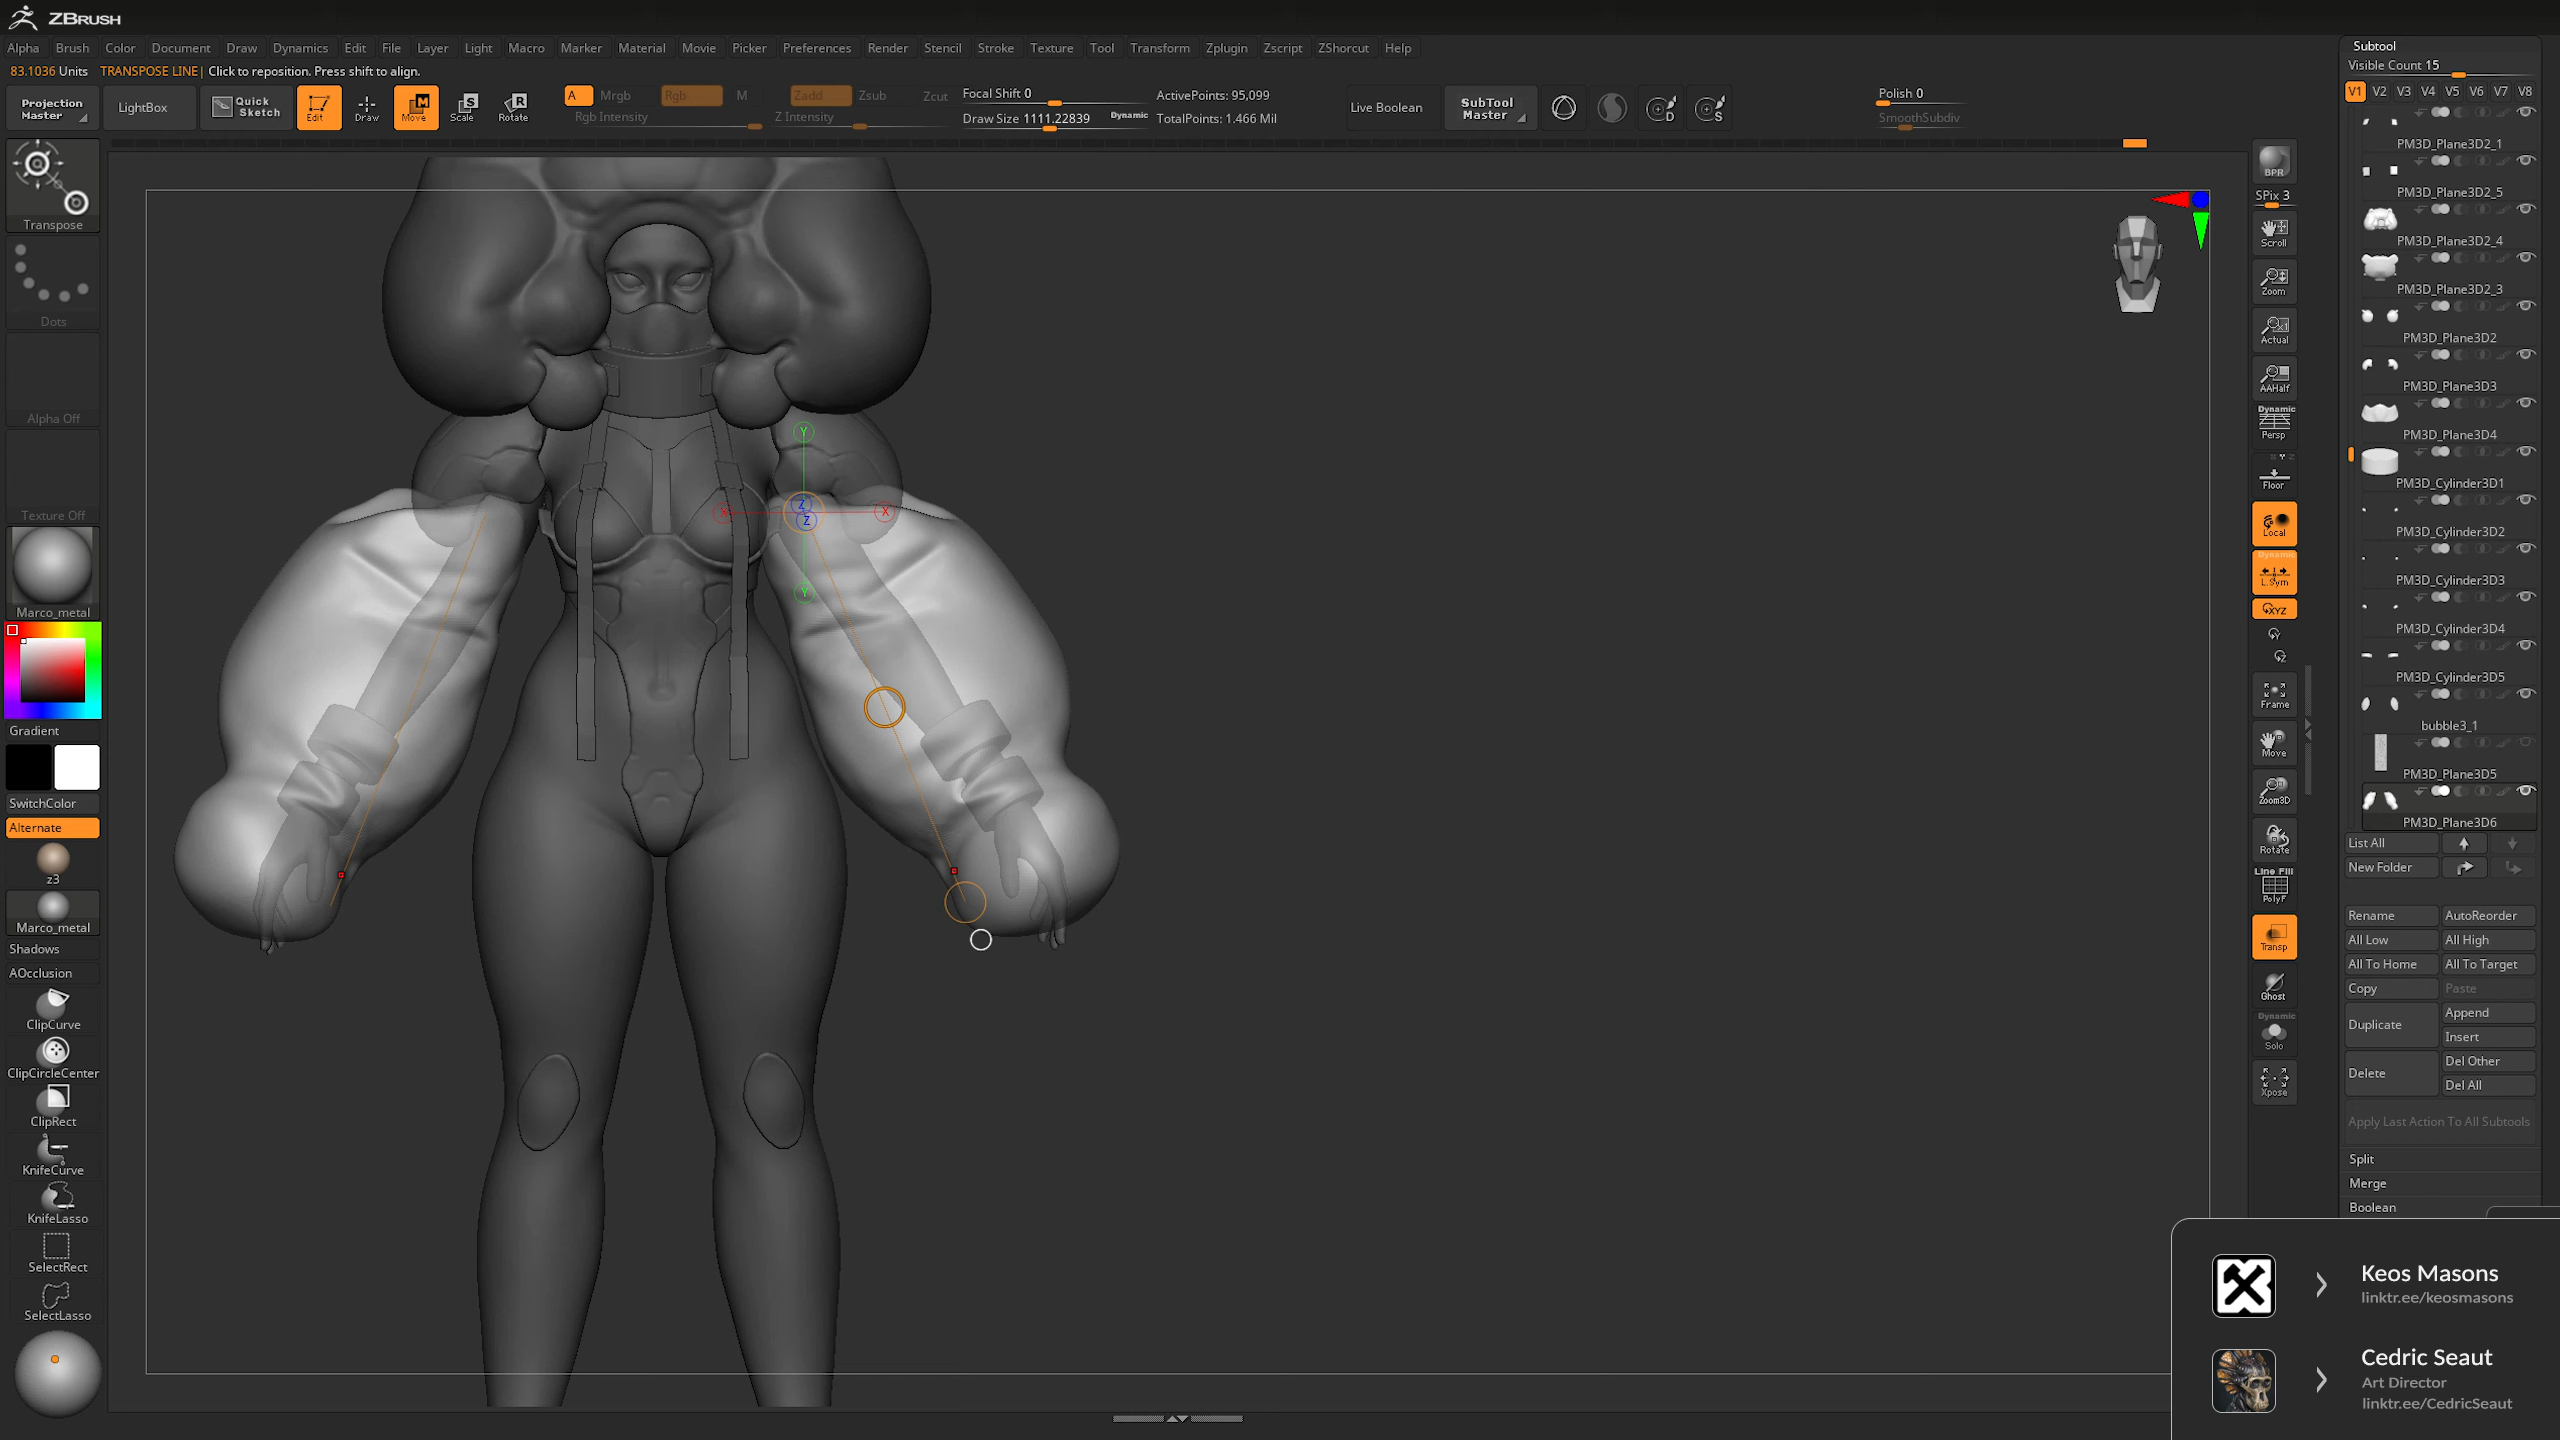 ZBRUSH
Alpha Brush Color Document Draw Dynamics Edit File Layer Light Macro Marker Material Movie Picker Preferences Render Stencil Stroke Texture Tool Transform Zplugin Zscript ZShorcut Help
83.1036 Units TRANSPOSE LINE| Click to reposition. Press shift to align.
Projection Master
LightBox
Quick Sketch
Edit
Draw
Move
Scale
Rotate
A Mrgb Rgb M Zadd Zsub Zcut
Rgb Intensity Z Intensity
Focal Shift 0
Draw Size 1111.22839 Dynamic
ActivePoints: 95,099
TotalPoints: 1.466 Mil
Live Boolean
SubTool Master
Polish 0
SmoothSubdiv
Transpose
Dots
Alpha Off
Texture Off
Marco_metal
Gradient
SwitchColor
Alternate
z3
Marco_metal
Shadows
AOcclusion
ClipCurve
ClipCircleCenter
ClipRect
KnifeCurve
KnifeLasso
SelectRect
SelectLasso
Y
X Z X
Z
Y
BPR
SPix 3
Scroll
Zoom
Actual
AAHalf
Dynamic
Persp
Floor
Local
Dynamic
L.Sym
XYZ
Y
Z
Frame
Move
Zoom3D
Rotate
Line Fill
PolyF
Transp
Ghost
Dynamic
Solo
Xpose
Subtool
Visible Count 15
V1 V2 V3 V4 V5 V6 V7 V8
PM3D_Plane3D2_1
PM3D_Plane3D2_5
PM3D_Plane3D2_4
PM3D_Plane3D2_3
PM3D_Plane3D2
PM3D_Plane3D3
PM3D_Plane3D4
PM3D_Cylinder3D1
PM3D_Cylinder3D2
PM3D_Cylinder3D3
PM3D_Cylinder3D4
PM3D_Cylinder3D5
bubble3_1
PM3D_Plane3D5
PM3D_Plane3D6
List All
New Folder
Rename AutoReorder
All Low All High
All To Home All To Target
Copy Paste
Duplicate Append
Insert
Delete Del Other
Del All
Apply Last Action To All Subtools
Split
Merge
Boolean
Keos Masons
linktr.ee/keosmasons
Cedric Seaut
Art Director
linktr.ee/CedricSeaut